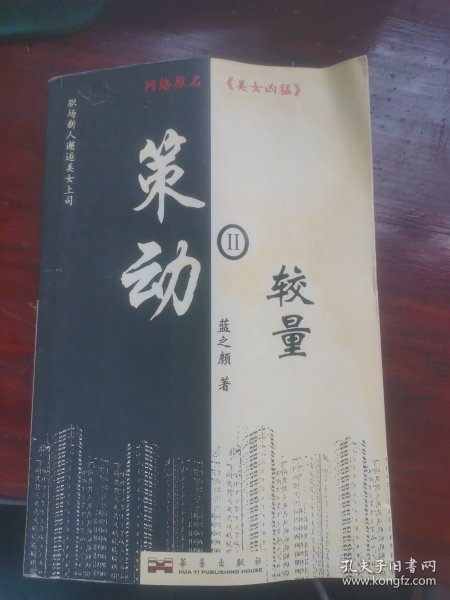 网络原名 《美女凶猛》
职场新人邂逅美女上司
策动
II
较量
蓝之颜 著
华艺出版社
HUA YI PUBLISHING HOUSE
孔夫子旧书网
www.kongfz.com